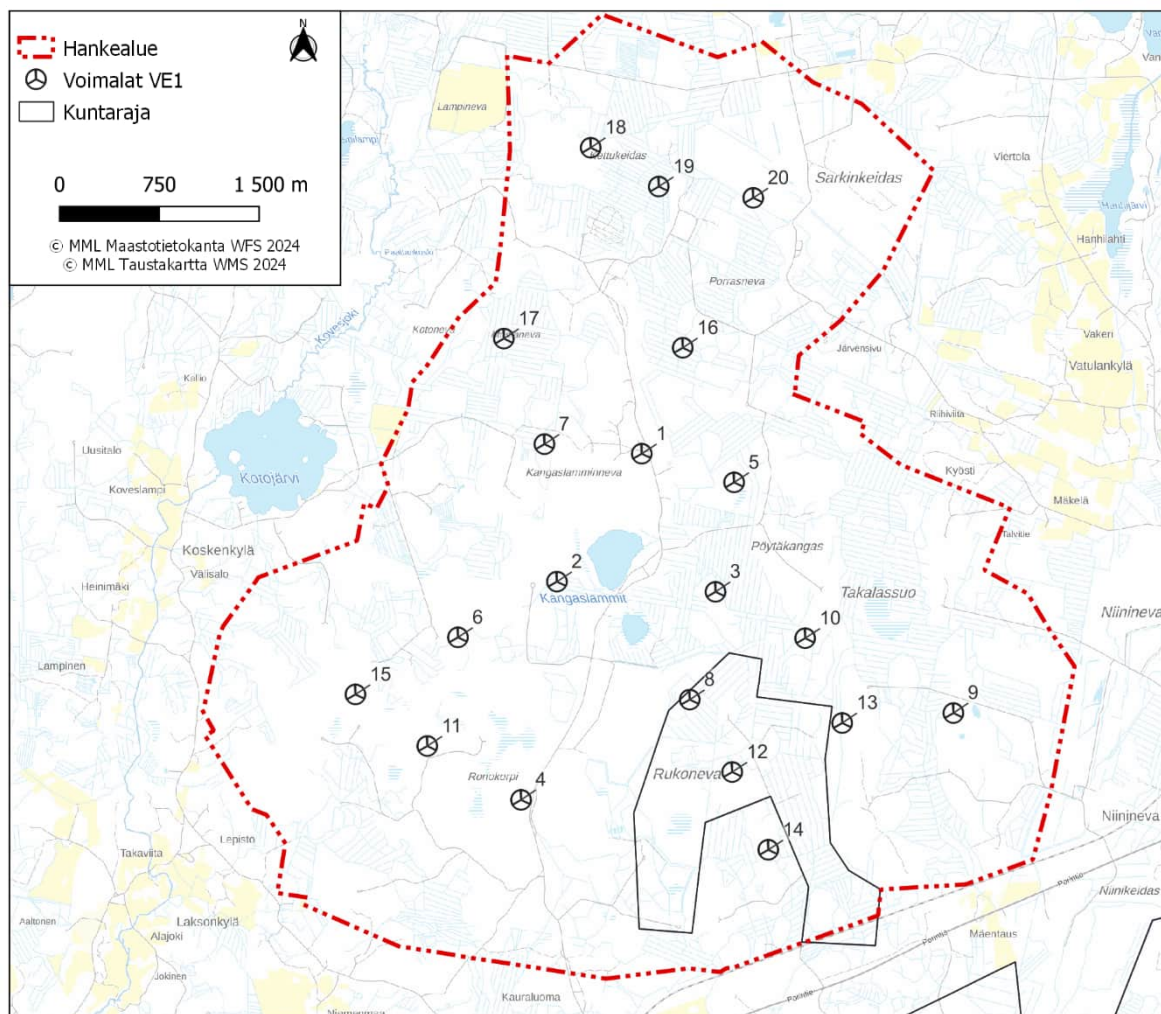 Hankealue
N
Voimalat VE1
Kuntaraja
0 750 1 500 m
© MML Maastotietokanta WFS 2024
© MML Taustakartta WMS 2024
Lampineva
18
Kettukeidas
19
20
Sarkinkeidas
Viertola
Hanhilahti
Porrasneva
Kovesjoki
Kotoneva
17
16
Järvensivu
Vakeri
Vatulankylä
Kallio
Riihiviita
7
1
Uusitalo
Kotojärvi
Kangaslamminneva
5
Kyösti
Koveslampi
Mäkelä
Talvitie
Koskenkylä
Välisalo
Pöytäkangas
Heinimäki
2
3
Takalassuo
Kangaslammit
Niinineva
6
10
Lampinen
15
8
13
9
11
12
Ronokorpi
Rukoneva
4
Niinineva
Lepistö
Takaviita
14
Niinikeidas
Aaltonen
Laksonkylä
Alajoki
Mäentaus
Jokinen
Kauraluoma